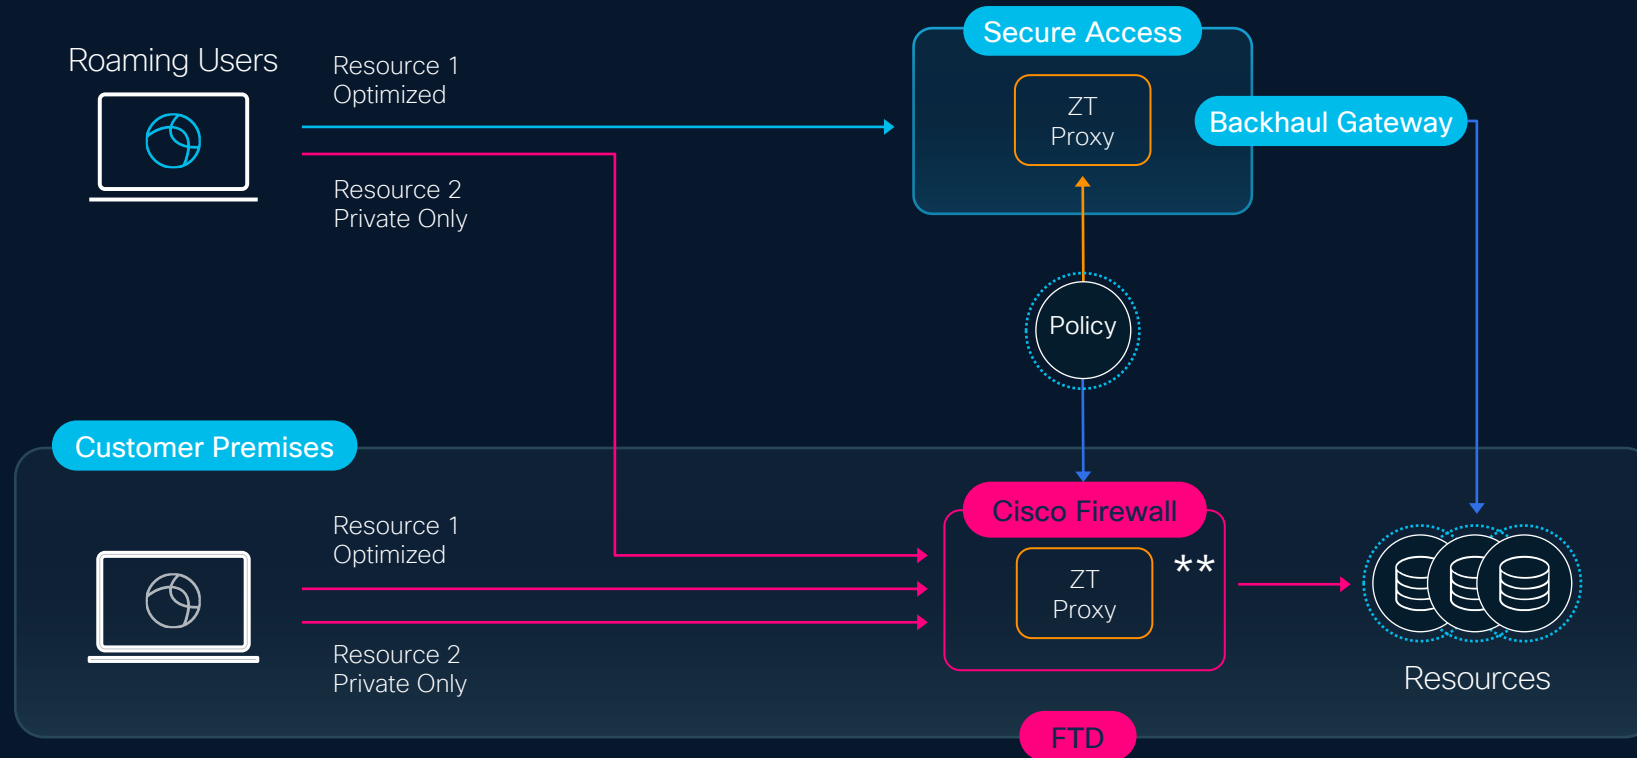 Secure Access
Roaming Users
Resource 1
Optimized
ZT
Proxy
Backhaul Gateway
Resource 2
Private Only
Policy
Customer Premises
Cisco Firewall
Resource 1
Optimized
ZT
Proxy
**
Resource 2
Private Only
Resources
FTD